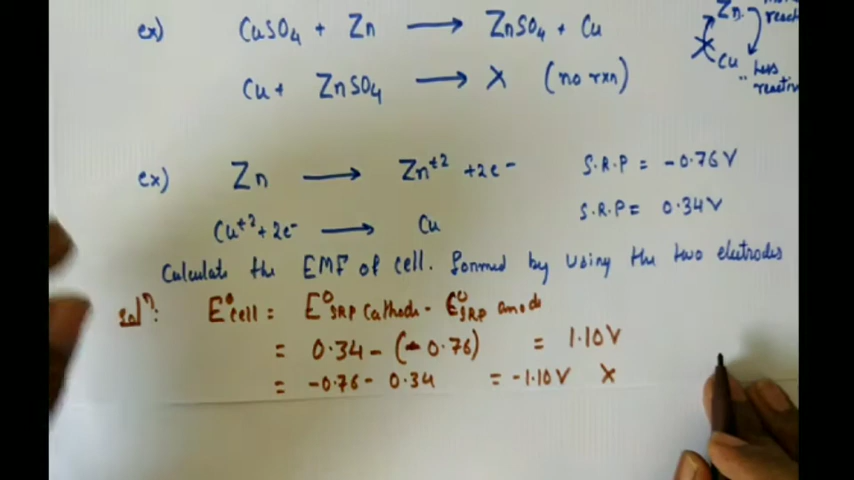 ex) CuSO4 + Zn ⟶ ZnSO4 + Cu
Cu + ZnSO4 ⟶ X (no rxn)
Zn
X Cu
Less
ex) Zn ⟶ Zn+2 + 2e- S.R.P = -0.76V
Cu+2 + 2e- ⟶ Cu S.R.P = 0.34V
Calculate the EMF of cell. formed by using the two electrodes
Solⁿ: E°cell = E°SRP Cathode - E°SRP anode
= 0.34 - (-0.76) = 1.10V
= -0.76 - 0.34 = -1.10V X